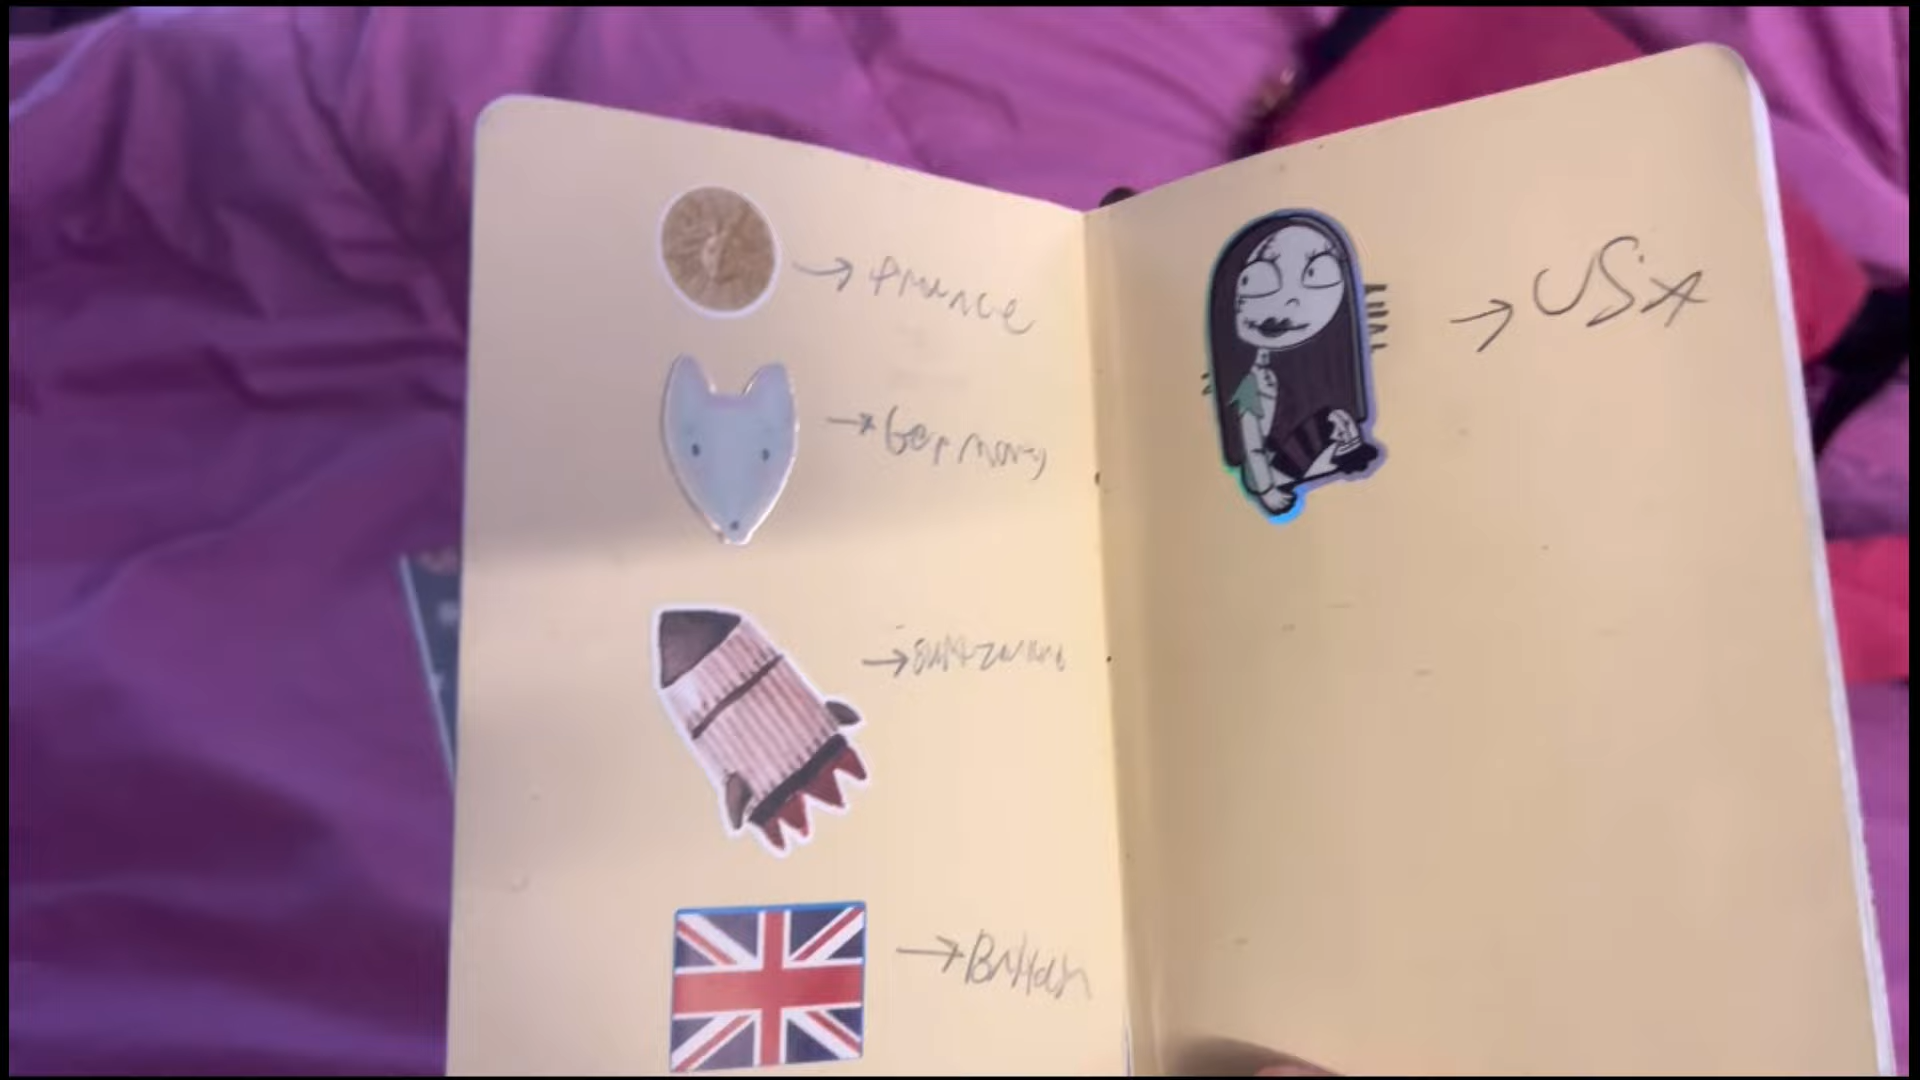 → France
→ Germany
→ British
→ USA